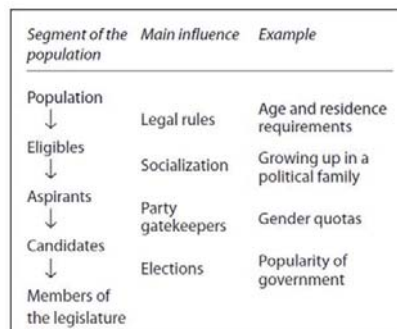 Segment of the population Main influence Example
Population
↓ Legal rules Age and residence requirements
Eligibles
↓ Socialization Growing up in a political family
Aspirants
↓ Party gatekeepers Gender quotas
Candidates
↓ Elections Popularity of government
Members of the legislature